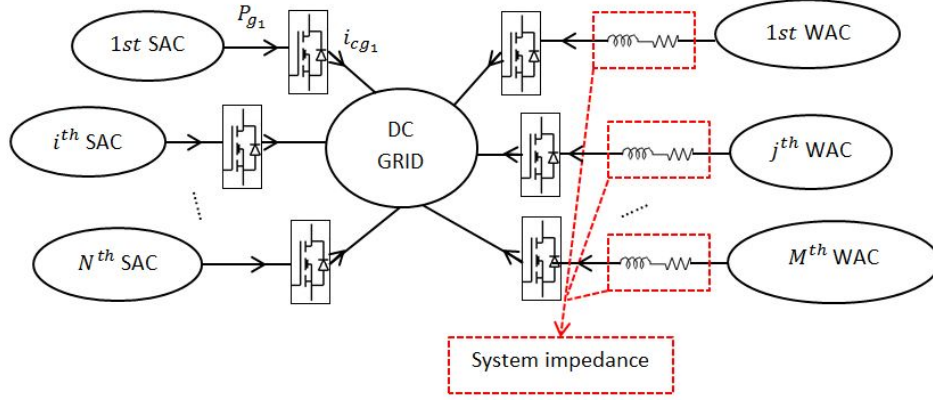 P_{g_1}
1st SAC
i_{cg_1}
1st WAC
DC
GRID
i^{th} SAC
j^{th} WAC
......
......
N^{th} SAC
M^{th} WAC
System impedance